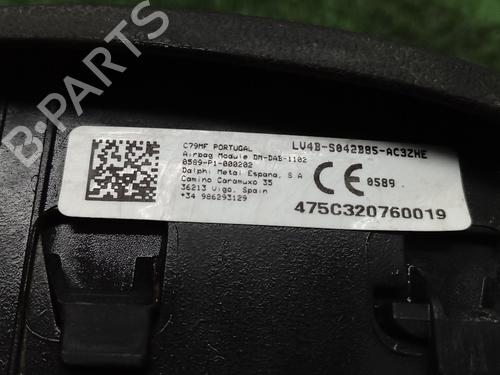 B-PARTS
C79MF PORTUGAL
Airbag Module DM-DAB-1102
0589-P1-000202
Dalphi Metal Espana, S A
Camino Caramuxo 35
36213 Vigo, Spain
+34 986293129
LV4B-S042B85-AC3ZHE
CE 0589
475C320760019